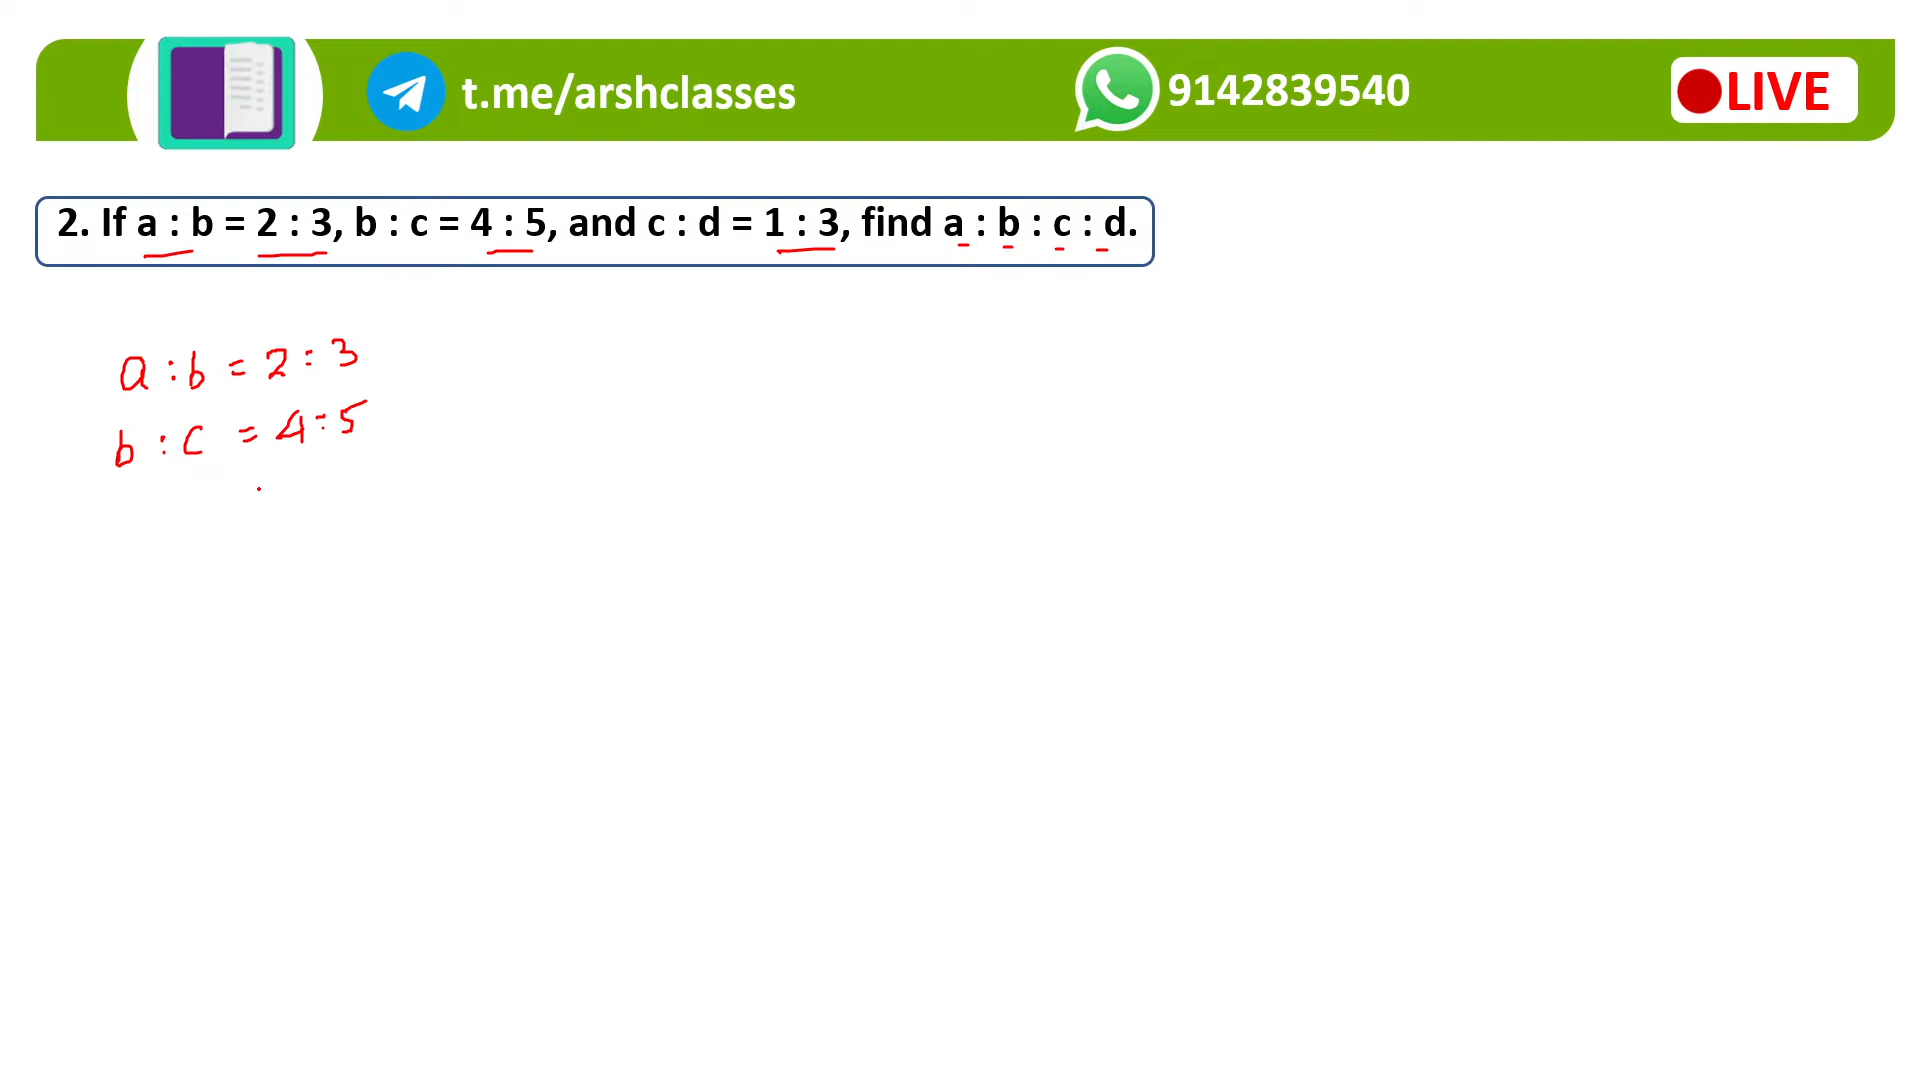 t.me/arshclasses
9142839540
LIVE
2. If a : b = 2 : 3, b : c = 4 : 5, and c : d = 1 : 3, find a : b : c : d.
a : b = 2 : 3
b : c = 4 : 5